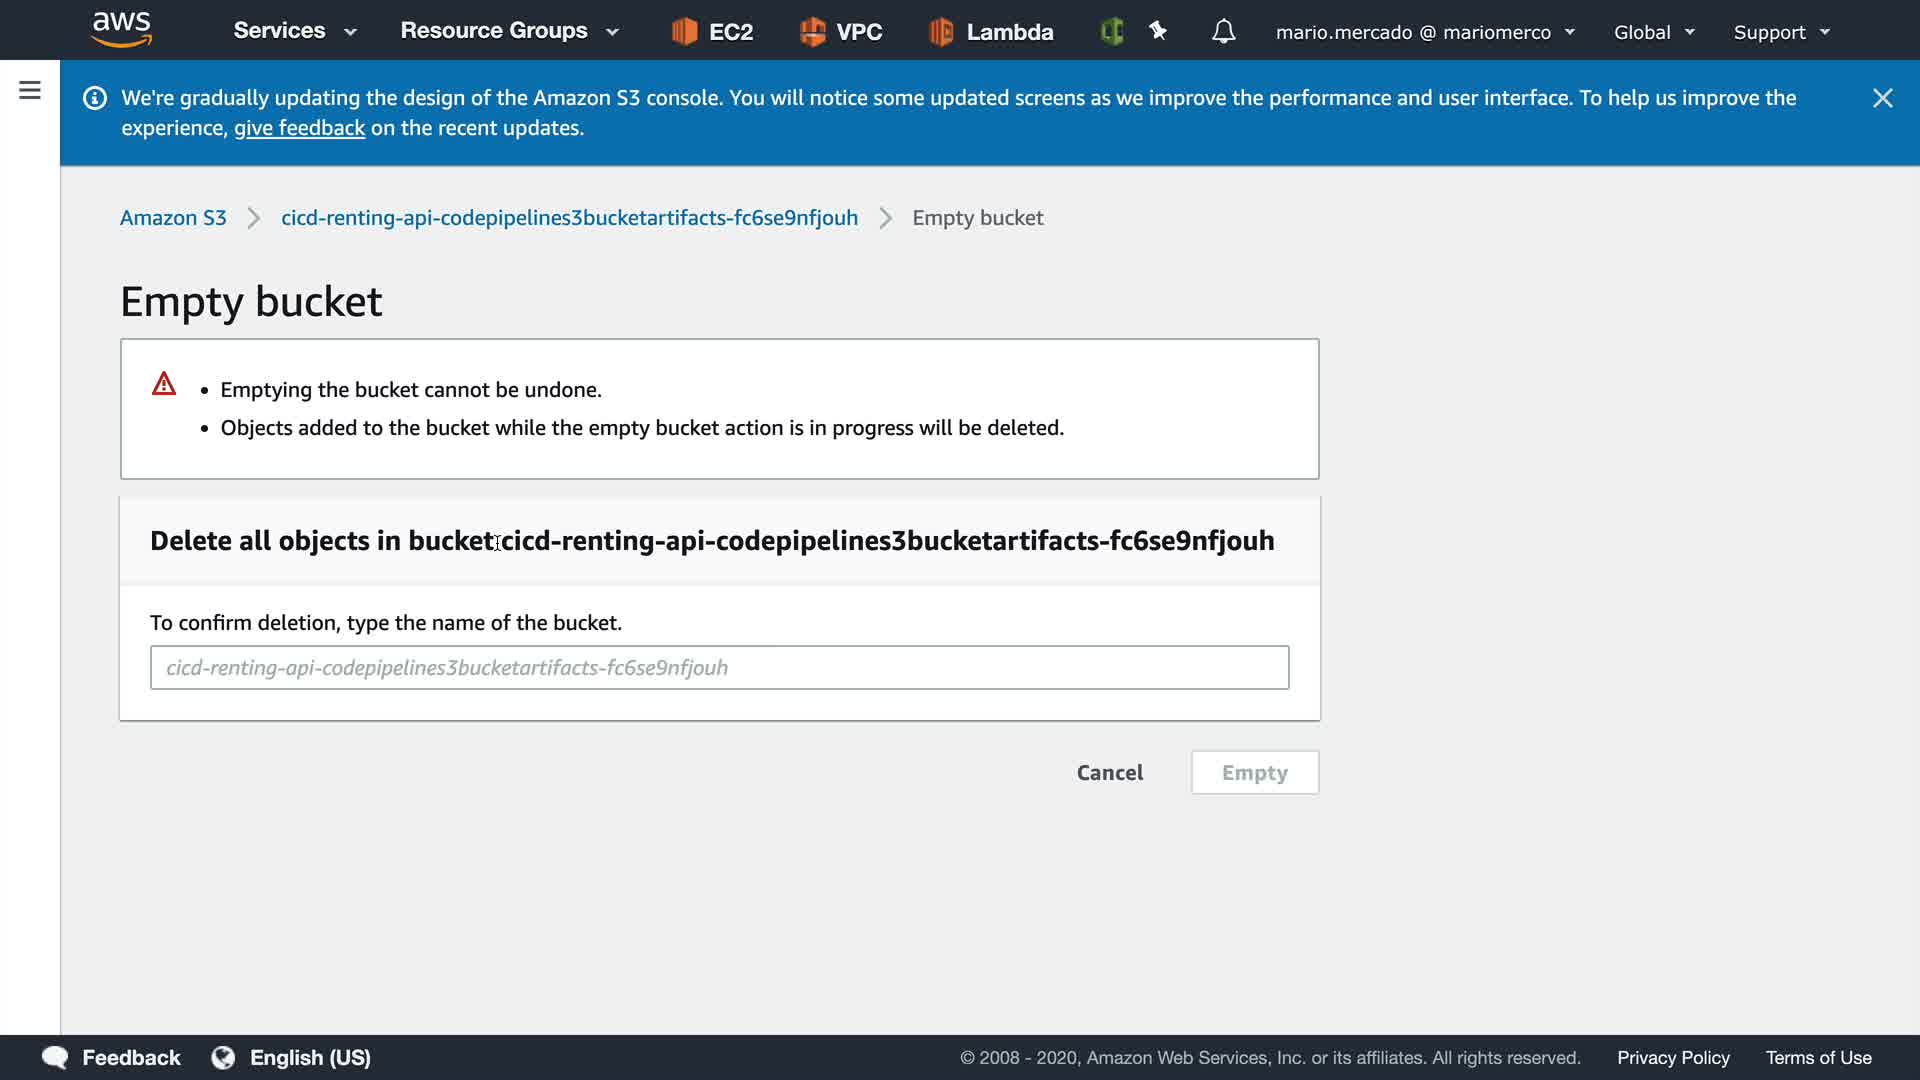 aws Services Resource Groups EC2 VPC Lambda mario.mercado @ mariomerco Global Support
We're gradually updating the design of the Amazon S3 console. You will notice some updated screens as we improve the performance and user interface. To help us improve the
experience, give feedback on the recent updates.
Amazon S3 cicd-renting-api-codepipelines3bucketartifacts-fc6se9nfjouh Empty bucket
Empty bucket
• Emptying the bucket cannot be undone.
• Objects added to the bucket while the empty bucket action is in progress will be deleted.
Delete all objects in bucket:cicd-renting-api-codepipelines3bucketartifacts-fc6se9nfjouh
To confirm deletion, type the name of the bucket.
cicd-renting-api-codepipelines3bucketartifacts-fc6se9nfjouh
Cancel Empty
Feedback English (US) © 2008 - 2020, Amazon Web Services, Inc. or its affiliates. All rights reserved. Privacy Policy Terms of Use